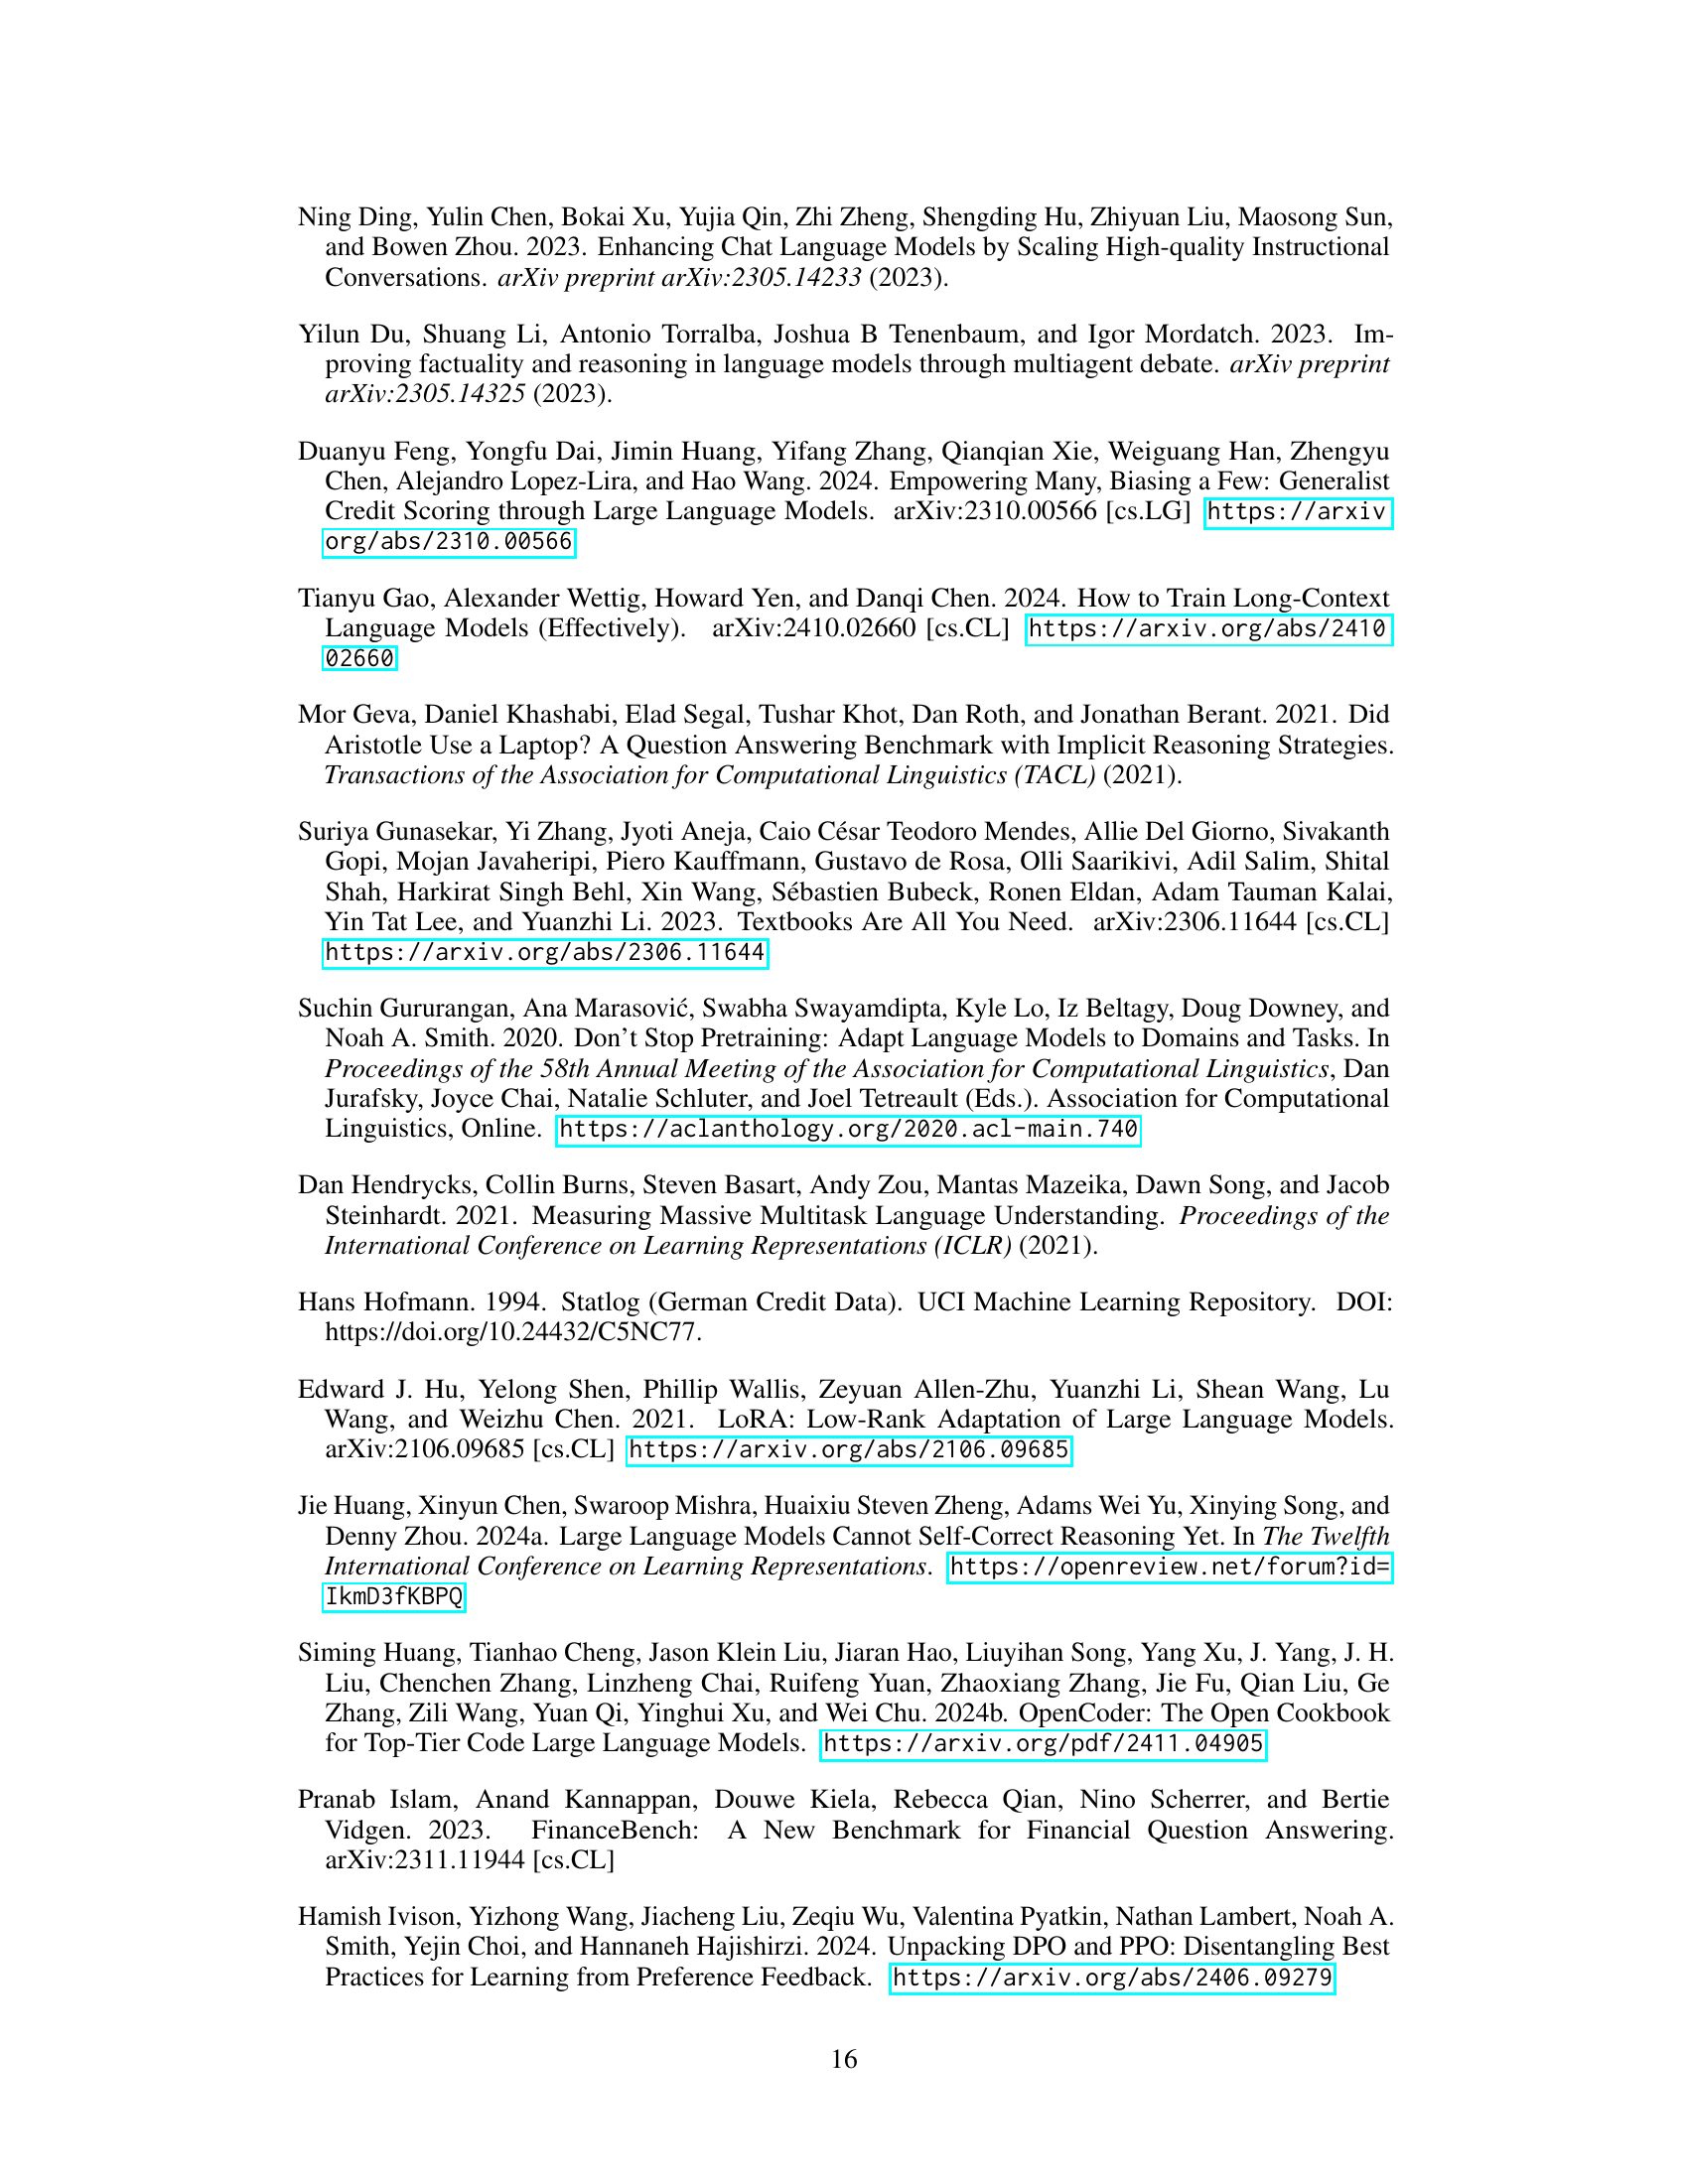 Ning Ding, Yulin Chen, Bokai Xu, Yujia Qin, Zhi Zheng, Shengding Hu, Zhiyuan Liu, Maosong Sun,
and Bowen Zhou. 2023. Enhancing Chat Language Models by Scaling High-quality Instructional
Conversations. arXiv preprint arXiv:2305.14233 (2023).
Yilun Du, Shuang Li, Antonio Torralba, Joshua B Tenenbaum, and Igor Mordatch. 2023. Im-
proving factuality and reasoning in language models through multiagent debate. arXiv preprint
arXiv:2305.14325 (2023).
Duanyu Feng, Yongfu Dai, Jimin Huang, Yifang Zhang, Qianqian Xie, Weiguang Han, Zhengyu
Chen, Alejandro Lopez-Lira, and Hao Wang. 2024. Empowering Many, Biasing a Few: Generalist
Credit Scoring through Large Language Models. arXiv:2310.00566 [cs.LG] https://arxiv
org/abs/2310.00566
Tianyu Gao, Alexander Wettig, Howard Yen, and Danqi Chen. 2024. How to Train Long-Context
Language Models (Effectively). arXiv:2410.02660 [cs.CL] https://arxiv.org/abs/2410
02660
Mor Geva, Daniel Khashabi, Elad Segal, Tushar Khot, Dan Roth, and Jonathan Berant. 2021. Did
Aristotle Use a Laptop? A Question Answering Benchmark with Implicit Reasoning Strategies.
Transactions of the Association for Computational Linguistics (TACL) (2021).
Suriya Gunasekar, Yi Zhang, Jyoti Aneja, Caio César Teodoro Mendes, Allie Del Giorno, Sivakanth
Gopi, Mojan Javaheripi, Piero Kauffmann, Gustavo de Rosa, Olli Saarikivi, Adil Salim, Shital
Shah, Harkirat Singh Behl, Xin Wang, Sébastien Bubeck, Ronen Eldan, Adam Tauman Kalai,
Yin Tat Lee, and Yuanzhi Li. 2023. Textbooks Are All You Need. arXiv:2306.11644 [cs.CL]
https://arxiv.org/abs/2306.11644
Suchin Gururangan, Ana Marasović, Swabha Swayamdipta, Kyle Lo, Iz Beltagy, Doug Downey, and
Noah A. Smith. 2020. Don't Stop Pretraining: Adapt Language Models to Domains and Tasks. In
Proceedings of the 58th Annual Meeting of the Association for Computational Linguistics, Dan
Jurafsky, Joyce Chai, Natalie Schluter, and Joel Tetreault (Eds.). Association for Computational
Linguistics, Online. https://aclanthology.org/2020.acl-main.740
Dan Hendrycks, Collin Burns, Steven Basart, Andy Zou, Mantas Mazeika, Dawn Song, and Jacob
Steinhardt. 2021. Measuring Massive Multitask Language Understanding. Proceedings of the
International Conference on Learning Representations (ICLR) (2021).
Hans Hofmann. 1994. Statlog (German Credit Data). UCI Machine Learning Repository. DOI:
https://doi.org/10.24432/C5NC77.
Edward J. Hu, Yelong Shen, Phillip Wallis, Zeyuan Allen-Zhu, Yuanzhi Li, Shean Wang, Lu
Wang, and Weizhu Chen. 2021. LoRA: Low-Rank Adaptation of Large Language Models.
arXiv:2106.09685 [cs.CL] https://arxiv.org/abs/2106.09685
Jie Huang, Xinyun Chen, Swaroop Mishra, Huaixiu Steven Zheng, Adams Wei Yu, Xinying Song, and
Denny Zhou. 2024a. Large Language Models Cannot Self-Correct Reasoning Yet. In The Twelfth
International Conference on Learning Representations. https://openreview.net/forum?id=
IkmD3fKBPQ
Siming Huang, Tianhao Cheng, Jason Klein Liu, Jiaran Hao, Liuyihan Song, Yang Xu, J. Yang, J. H.
Liu, Chenchen Zhang, Linzheng Chai, Ruifeng Yuan, Zhaoxiang Zhang, Jie Fu, Qian Liu, Ge
Zhang, Zili Wang, Yuan Qi, Yinghui Xu, and Wei Chu. 2024b. OpenCoder: The Open Cookbook
for Top-Tier Code Large Language Models. https://arxiv.org/pdf/2411.04905
Pranab Islam, Anand Kannappan, Douwe Kiela, Rebecca Qian, Nino Scherrer, and Bertie
Vidgen. 2023. FinanceBench: A New Benchmark for Financial Question Answering.
arXiv:2311.11944 [cs.CL]
Hamish Ivison, Yizhong Wang, Jiacheng Liu, Zeqiu Wu, Valentina Pyatkin, Nathan Lambert, Noah A.
Smith, Yejin Choi, and Hannaneh Hajishirzi. 2024. Unpacking DPO and PPO: Disentangling Best
Practices for Learning from Preference Feedback. https://arxiv.org/abs/2406.09279
16